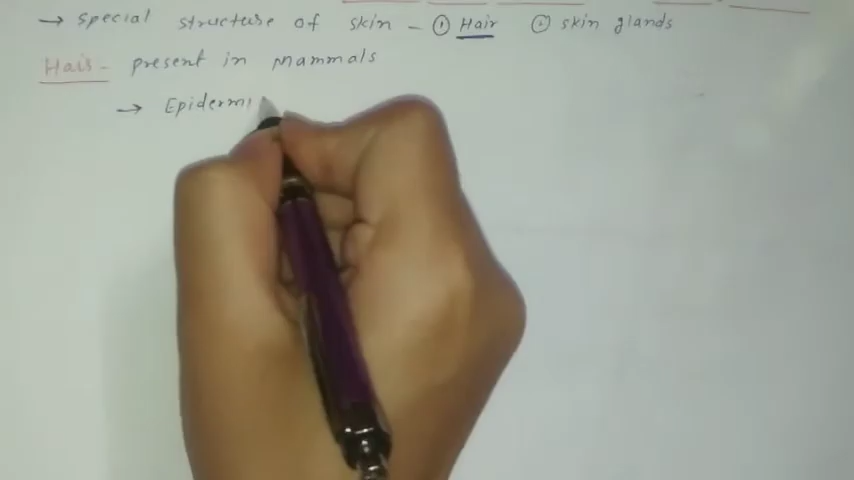 → special structure of skin - ① Hair ② skin glands
Hair - present in Mammals
→ Epidermi